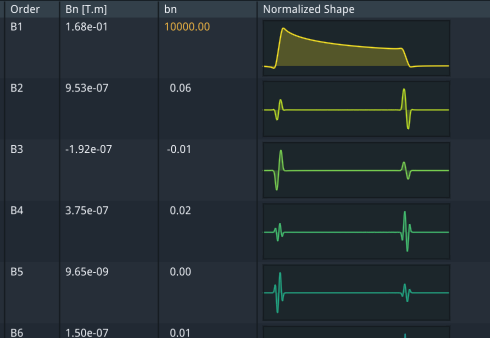 Order Bn [T.m] bn Normalized Shape
B1 1.68e-01 10000.00
B2 9.53e-07 0.06
B3 -1.92e-07 -0.01
B4 3.75e-07 0.02
B5 9.65e-09 0.00
B6 1.50e-07 0.01